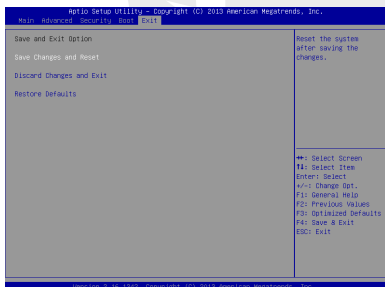 Aptio Setup Utility – Copyright (C) 2013 American Megatrends, Inc.
Main Advanced Security Boot Exit
Save and Exit Option
Save Changes and Reset
Discard Changes and Exit
Restore Defaults
Reset the system
after saving the
changes.
→←: Select Screen
↑↓: Select Item
Enter: Select
+/-: Change Opt.
F1: General Help
F2: Previous Values
F3: Optimized Defaults
F4: Save & Exit
ESC: Exit
Version 2.16.1242. Copyright (C) 2013 American Megatrends, Inc.